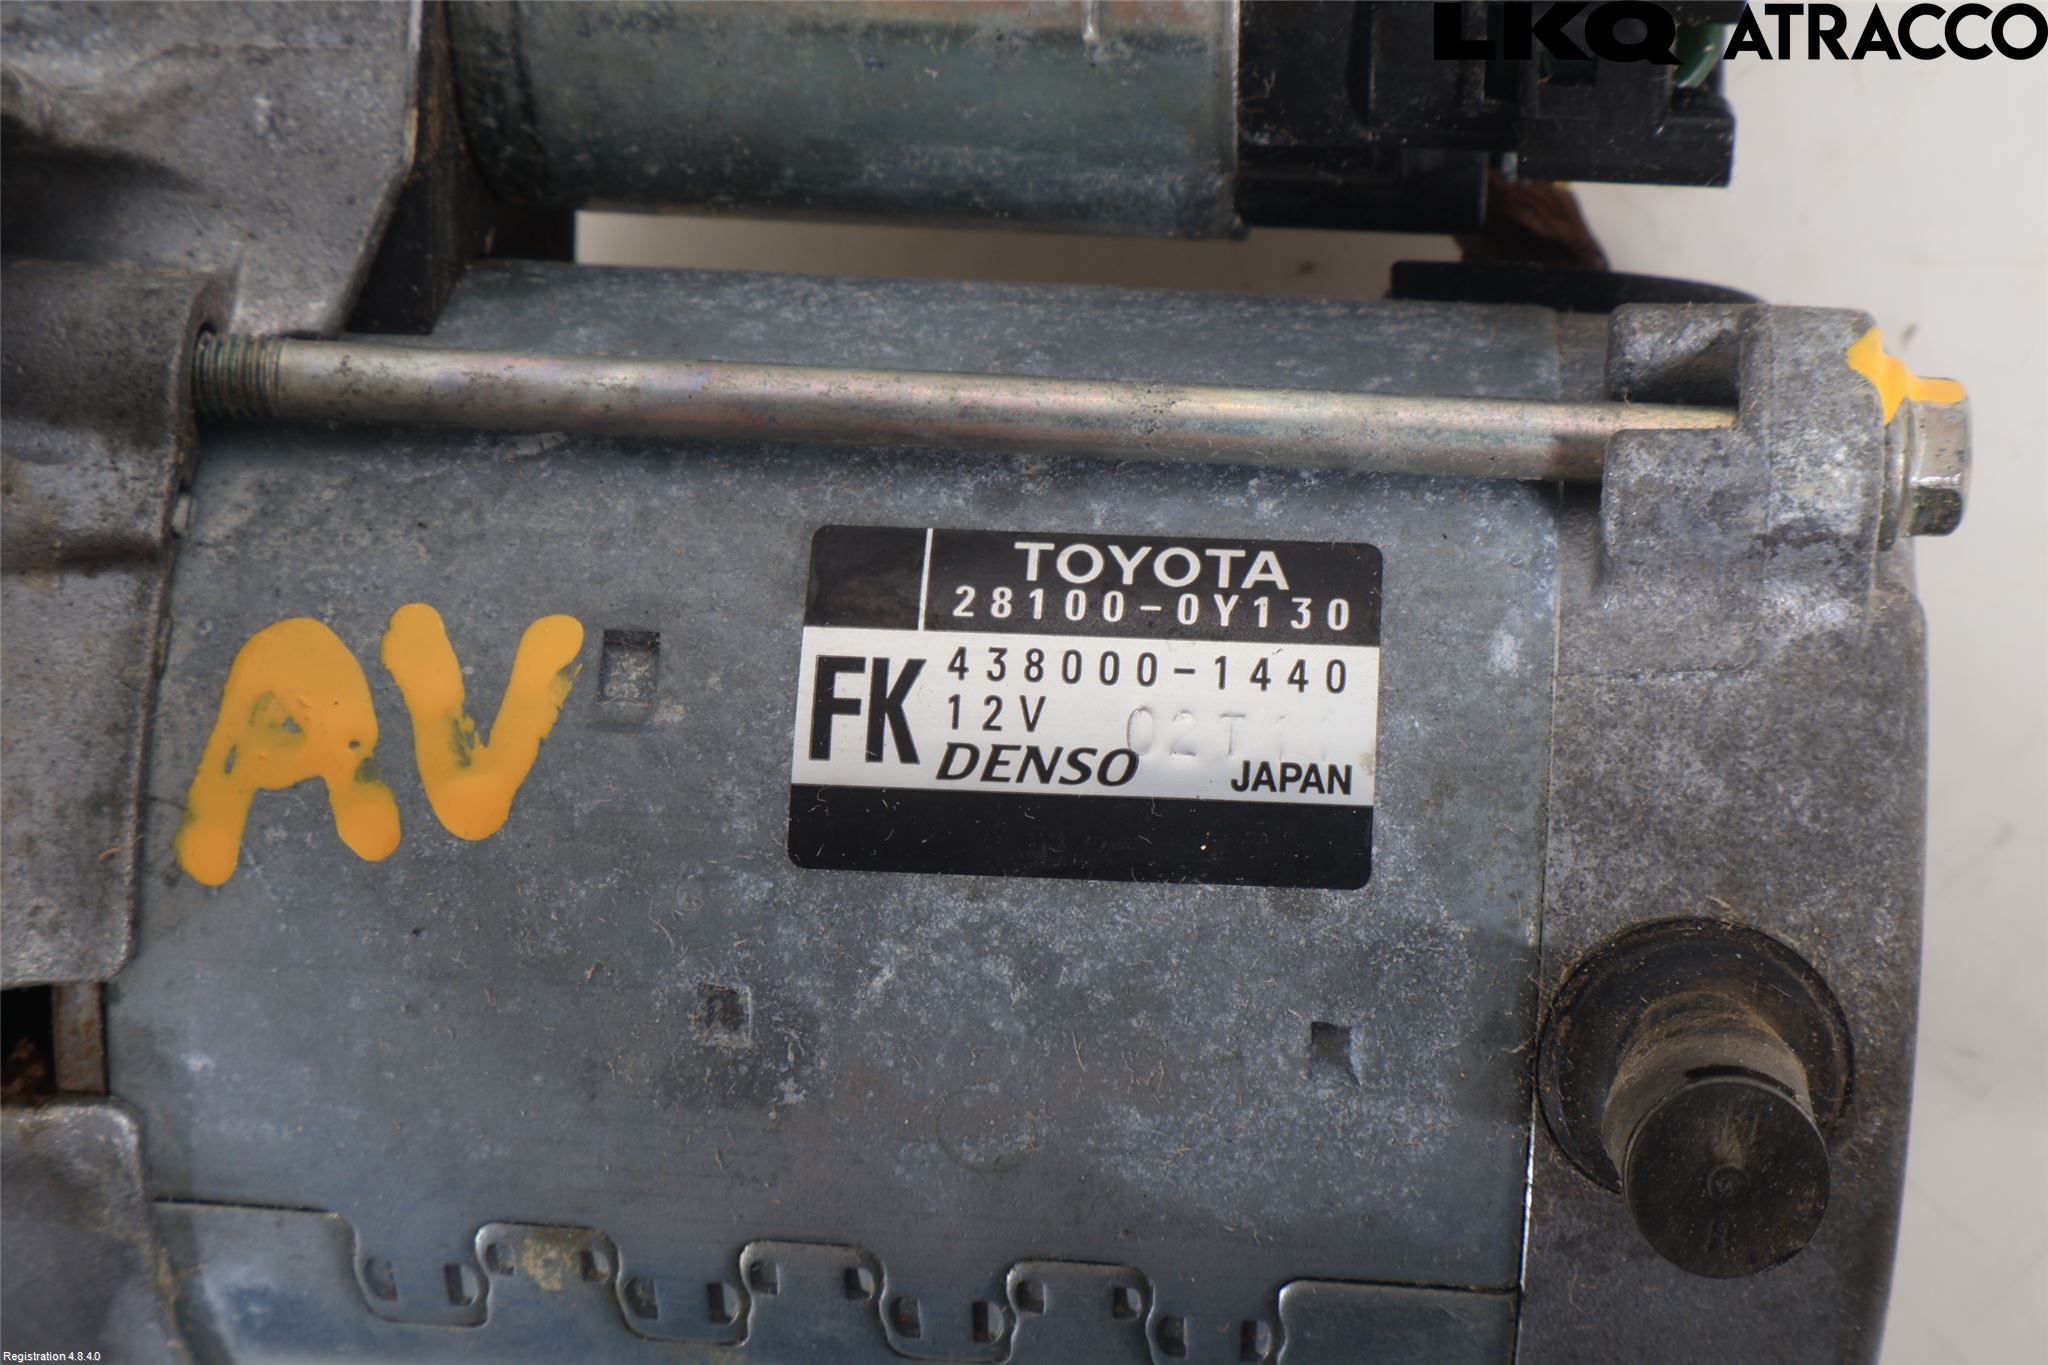 LKQ ATRACCO
TOYOTA
28100-0Y130
FK
438000-1440
12V
DENSO
JAPAN
AV
Registration 4.8.4.0